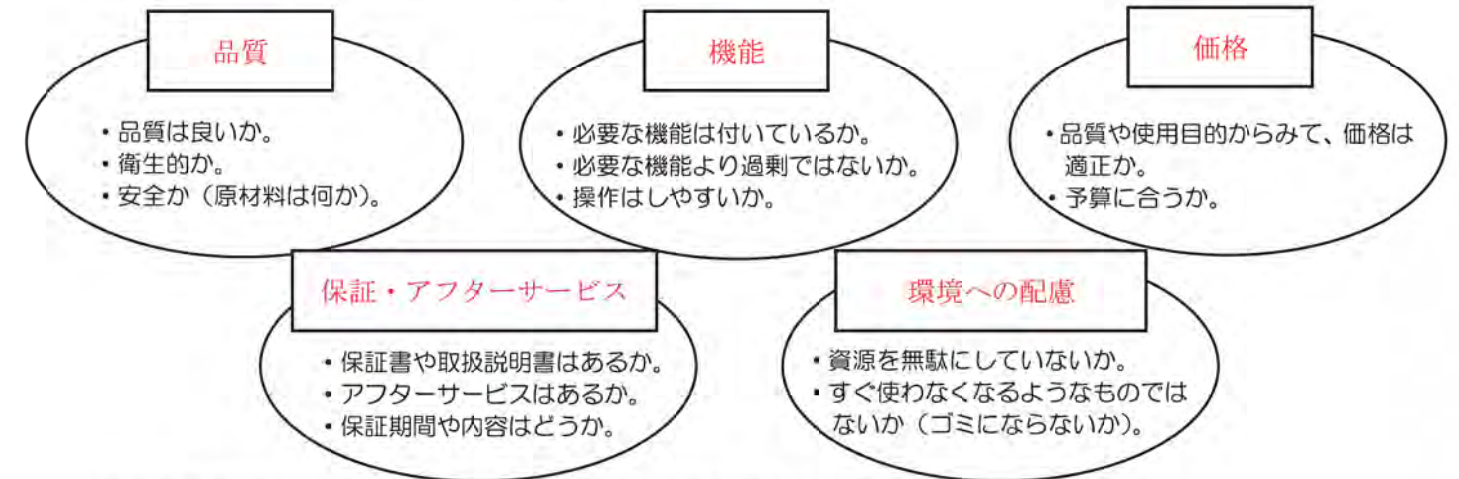 品質
・品質は良いか。
・衛生的か。
・安全か（原材料は何か）。
機能
・必要な機能は付いているか。
・必要な機能より過剰ではないか。
・操作はしやすいか。
価格
・品質や使用目的からみて、価格は
適正か。
・予算に合うか。
保証・アフターサービス
・保証書や取扱説明書はあるか。
・アフターサービスはあるか。
・保証期間や内容はどうか。
環境への配慮
・資源を無駄にしていないか。
・すぐ使わなくなるようなものでは
ないか（ゴミにならないか）。